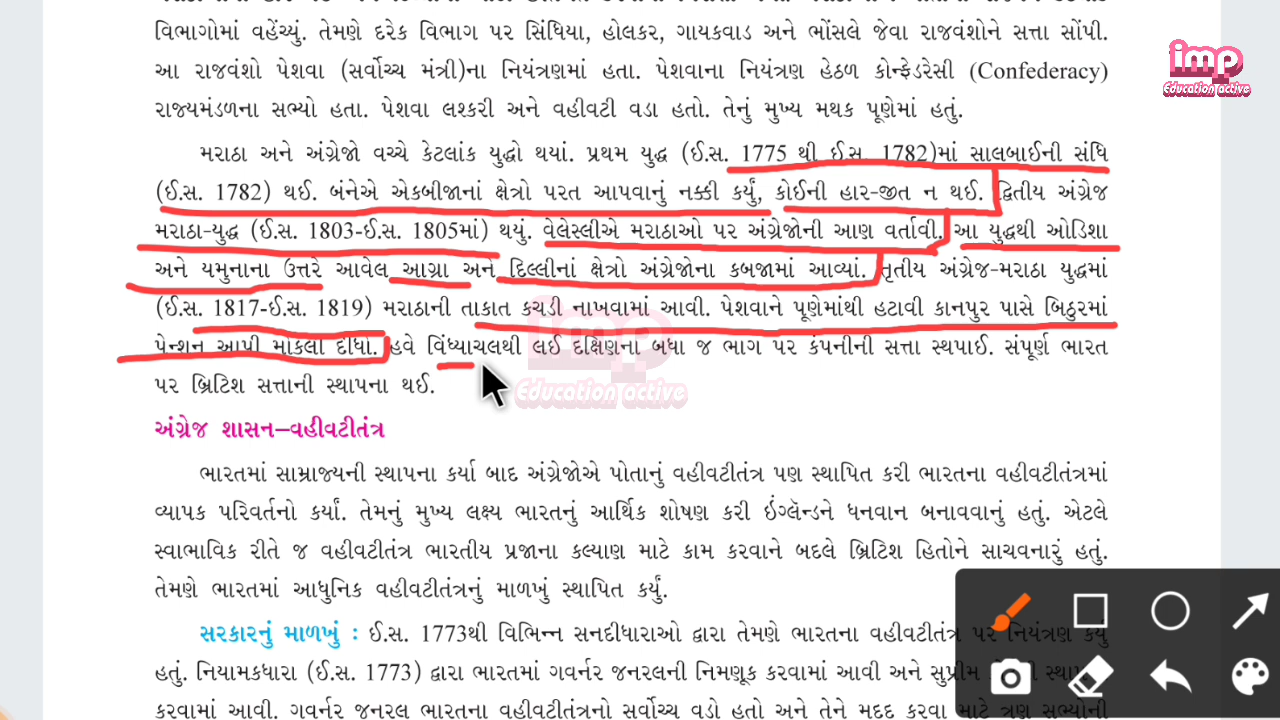 વિભાગોમાં વહેંચ્યું. તેમણે દરેક વિભાગ પર સિંધિયા, હોલકર, ગાયકવાડ અને ભોંસલે જેવા રાજવંશોને સત્તા સોંપી.
આ રાજવંશો પેશવા (સર્વોચ્ચ મંત્રી)ના નિયંત્રણમાં હતા. પેશવાના નિયંત્રણ હેઠળ કોન્ફેડરેસી (Confederacy)
રાજ્યમંડળના સભ્યો હતા. પેશવા લશ્કરી અને વહીવટી વડા હતો. તેનું મુખ્ય મથક પૂણેમાં હતું.
મરાઠા અને અંગ્રેજો વચ્ચે કેટલાંક યુદ્ધો થયાં. પ્રથમ યુદ્ધ (ઈ.સ. 1775 થી ઈ.સ. 1782)માં સાલબાઈની સંધિ
(ઈ.સ. 1782) થઈ. બંનેએ એકબીજાનાં ક્ષેત્રો પરત આપવાનું નક્કી કર્યું, કોઈની હાર-જીત ન થઈ. દ્વિતીય અંગ્રેજ
મરાઠા-યુદ્ધ (ઈ.સ. 1803-ઈ.સ. 1805માં) થયું. વેલેસ્લીએ મરાઠાઓ પર અંગ્રેજોની આણ વર્તાવી. આ યુદ્ધથી ઓડિશા
અને યમુનાના ઉત્તરે આવેલ આગ્રા અને દિલ્લીનાં ક્ષેત્રો અંગ્રેજોના કબજામાં આવ્યાં. તૃતીય અંગ્રેજ-મરાઠા યુદ્ધમાં
(ઈ.સ. 1817-ઈ.સ. 1819) મરાઠાની તાકાત કચડી નાખવામાં આવી. પેશવાને પૂણેમાંથી હટાવી કાનપુર પાસે બિઠુરમાં
પેન્શન આપી મોકલી દીધો. હવે વિંધ્યાચલથી લઈ દક્ષિણના બધા જ ભાગ પર કંપનીની સત્તા સ્થપાઈ. સંપૂર્ણ ભારત
પર બ્રિટિશ સત્તાની સ્થાપના થઈ.
અંગ્રેજ શાસન–વહીવટીતંત્ર
ભારતમાં સામ્રાજ્યની સ્થાપના કર્યા બાદ અંગ્રેજોએ પોતાનું વહીવટીતંત્ર પણ સ્થાપિત કરી ભારતના વહીવટીતંત્રમાં
વ્યાપક પરિવર્તનો કર્યાં. તેમનું મુખ્ય લક્ષ્ય ભારતનું આર્થિક શોષણ કરી ઇંગ્લૅન્ડને ધનવાન બનાવવાનું હતું. એટલે
સ્વાભાવિક રીતે જ વહીવટીતંત્ર ભારતીય પ્રજાના કલ્યાણ માટે કામ કરવાને બદલે બ્રિટિશ હિતોને સાચવનારું હતું.
તેમણે ભારતમાં આધુનિક વહીવટીતંત્રનું માળખું સ્થાપિત કર્યું.
સરકારનું માળખું : ઈ.સ. 1773થી વિભિન્ન સનદીધારાઓ દ્વારા તેમણે ભારતના વહીવટીતંત્ર પર નિયંત્રણ કર્યું
હતું. નિયામકધારા (ઈ.સ. 1773) દ્વારા ભારતમાં ગવર્નર જનરલની નિમણૂક કરવામાં આવી અને સુપ્રીમ
કરવામાં આવી. ગવર્નર જનરલ ભારતના વહીવટીતંત્રનો સર્વોચ્ચ વડો હતો અને તેને મદદ કરવા માટે ત્રણ સભ્યોની
imp
Education active
imp
Education active